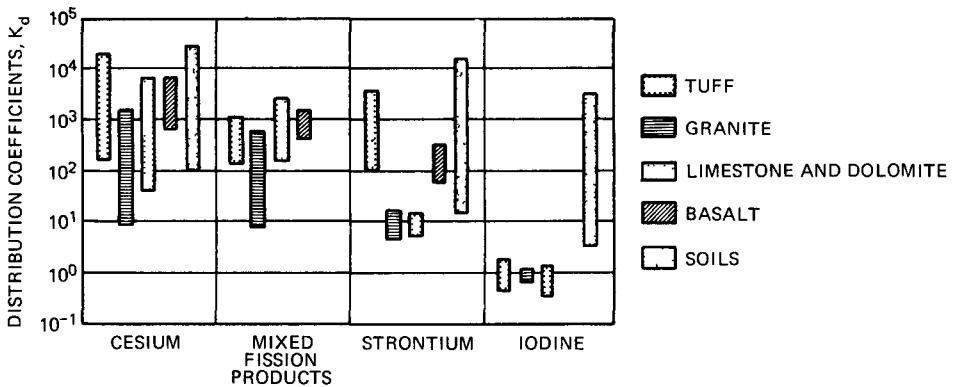 DISTRIBUTION COEFFICIENTS, Kd
10^5
10^4
10^3
10^2
10^1
10^0
10^-1
CESIUM
MIXED
FISSION
PRODUCTS
STRONTIUM
IODINE
TUFF
GRANITE
LIMESTONE AND DOLOMITE
BASALT
SOILS